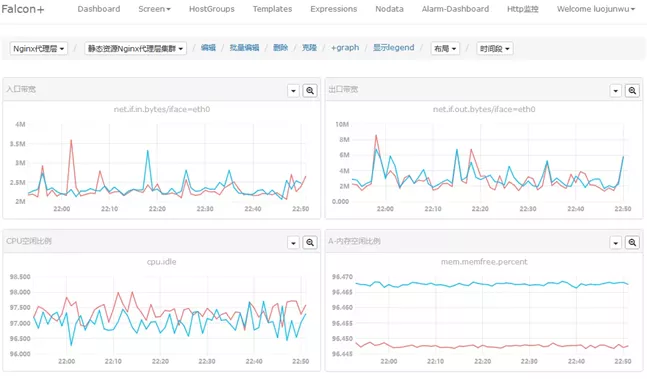 Falcon+ Dashboard Screen HostGroups Templates Expressions Nodata Alarm-Dashboard Http监控 Welcome luojunwu
Nginx代理层 / 静态资源Nginx代理层集群 / 编辑 / 批量编辑 / 删除 / 克隆 / +graph / 显示legend / 布局 / 时间段
入口带宽
net.if.in.bytes/iface=eth0
4M
3.5M
3M
2.5M
2M
22:00 22:10 22:20 22:30 22:40 22:50
出口带宽
net.if.out.bytes/iface=eth0
10M
8M
6M
4M
2M
0.000
22:00 22:10 22:20 22:30 22:40 22:50
CPU空闲比例
cpu.idle
98.500
98.000
97.500
97.000
96.500
96.000
22:00 22:10 22:20 22:30 22:40 22:50
A-内存空闲比例
mem.memfree.percent
96.470
96.465
96.460
96.455
96.450
96.445
22:00 22:10 22:20 22:30 22:40 22:50